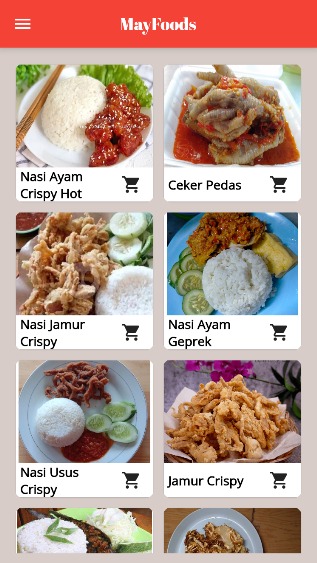 MayFoods
Nasi Ayam
Crispy Hot
Ceker Pedas
Nasi Jamur
Crispy
Nasi Ayam
Geprek
Nasi Usus
Crispy
Jamur Crispy